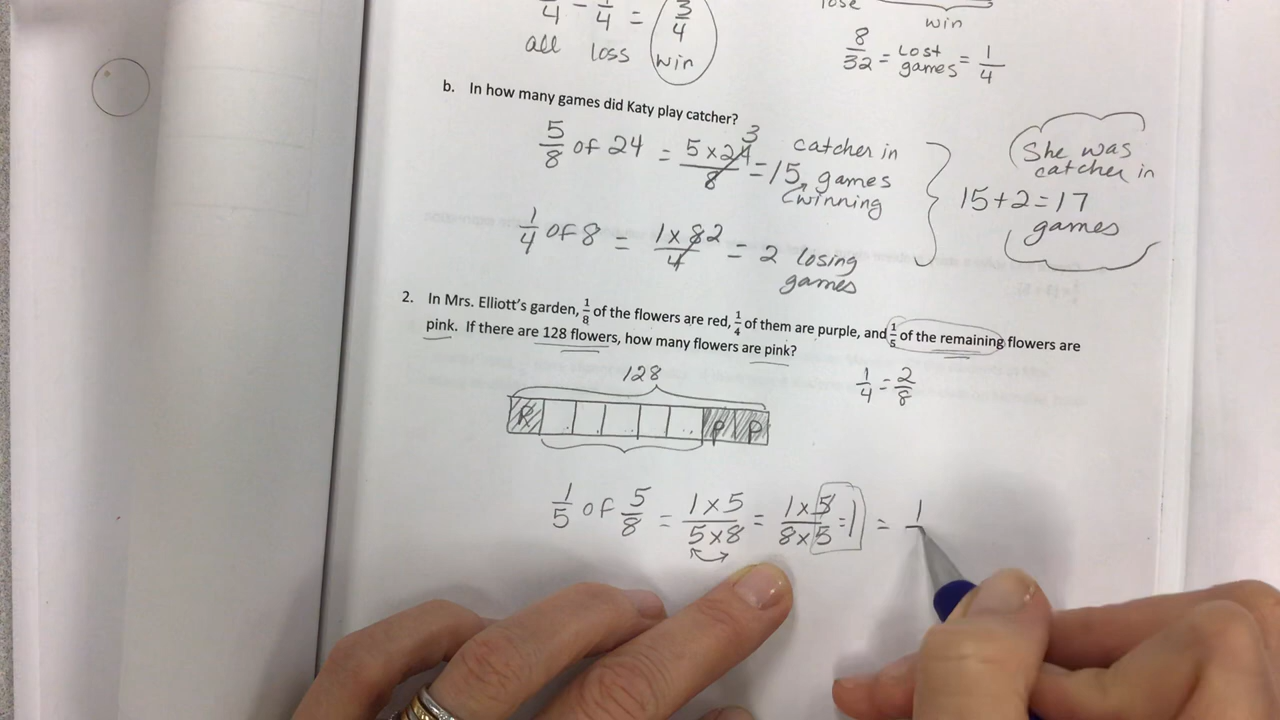 /4 - 1/4 = 3/4
all loss win
lose
win
8/32 = Lost games = 1/4
b. In how many games did Katy play catcher?
5/8 of 24 = 5 x 24 3 / 8 = 15 games
catcher in
winning
1/4 of 8 = 1 x 8 2 / 4 = 2 losing
games
She was
catcher in
15 + 2 = 17
games
2. In Mrs. Elliott's garden, 1/8 of the flowers are red, 1/4 of them are purple, and 1/5 of the remaining flowers are
pink. If there are 128 flowers, how many flowers are pink?
128
1/4 = 2/8
R P P
1/5 of 5/8 = 1 x 5 / 5 x 8 = 1 x 5 / 8 x 5 = 1 = 1